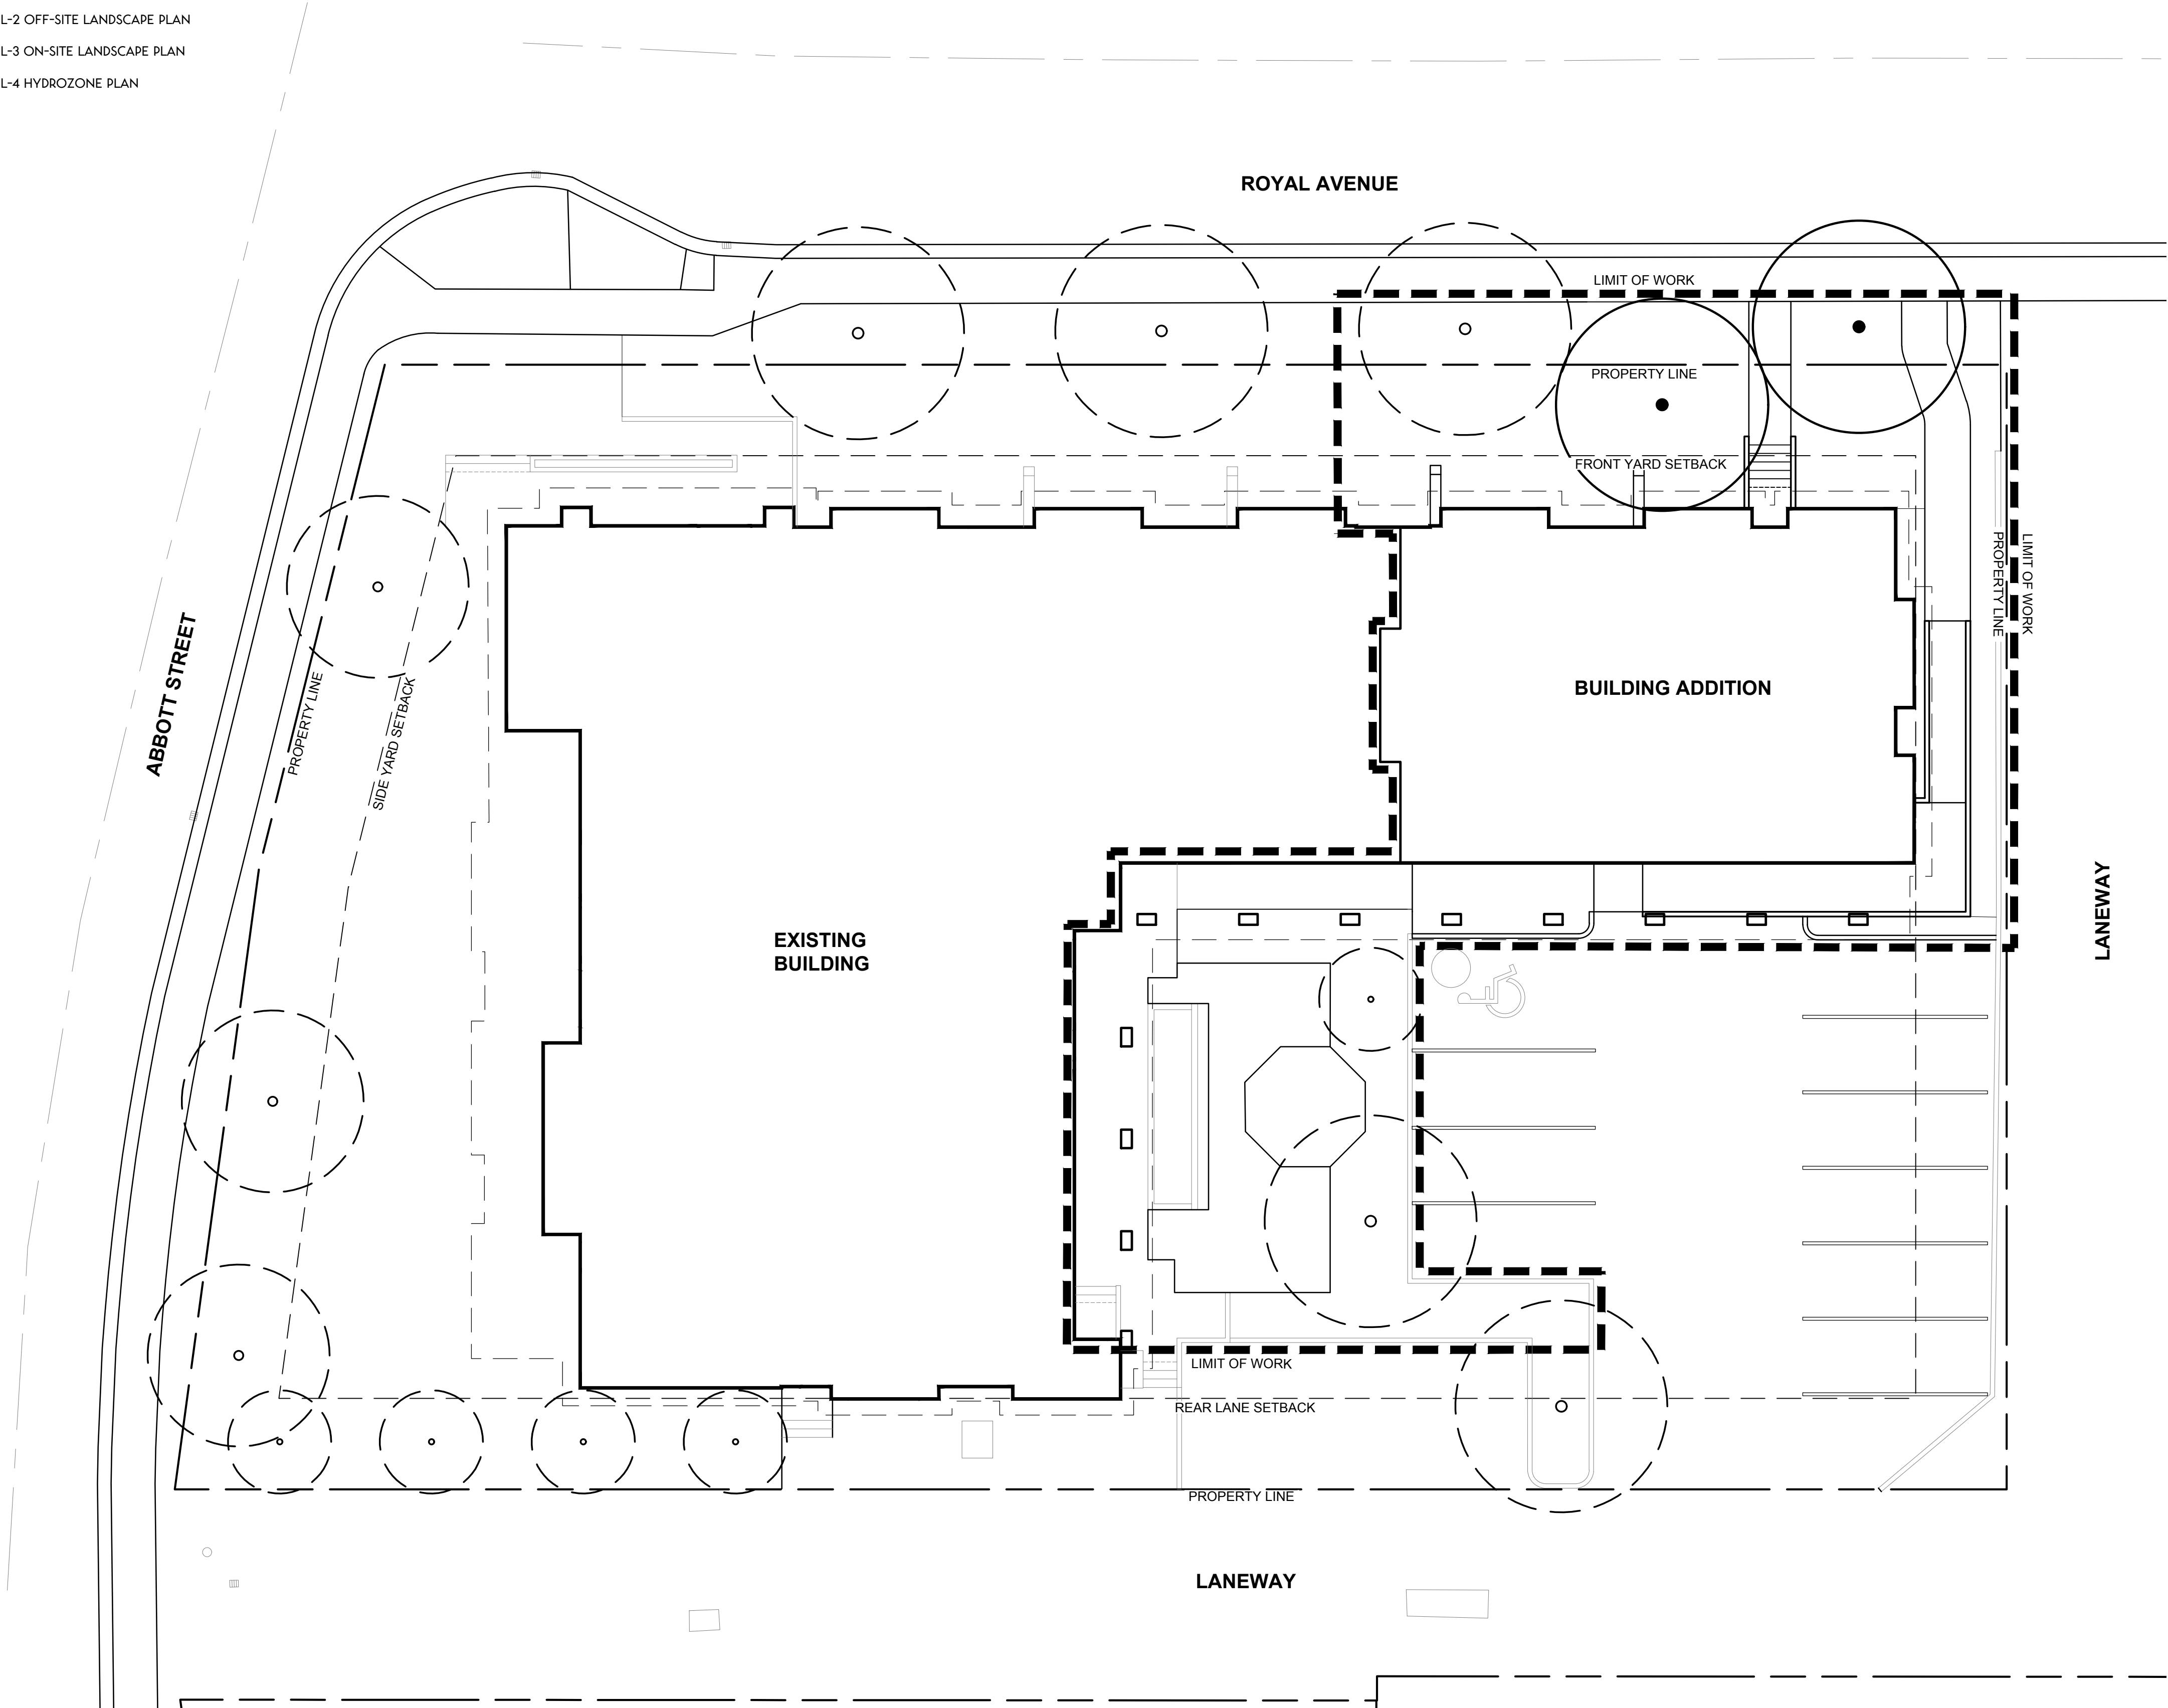 L-2 OFF-SITE LANDSCAPE PLAN
L-3 ON-SITE LANDSCAPE PLAN
L-4 HYDROZONE PLAN
ROYAL AVENUE
LIMIT OF WORK
PROPERTY LINE
FRONT YARD SETBACK
PROPERTY LINE
LIMIT OF WORK
ABBOTT STREET
PROPERTY LINE
SIDE YARD SETBACK
BUILDING ADDITION
EXISTING
BUILDING
LANEWAY
LIMIT OF WORK
REAR LANE SETBACK
PROPERTY LINE
LANEWAY